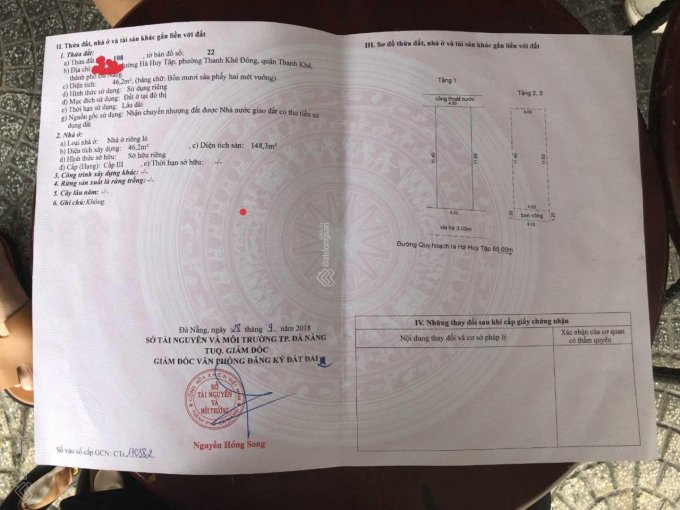 II. Thửa đất, nhà ở và tài sản khác gắn liền với đất
1. Thửa đất:
a) Thửa đất 108, tờ bản đồ số: 22
b) Địa chỉ đường Hà Huy Tập, phường Thanh Khê Đông, quận Thanh Khê,
thành phố Đà Nẵng
c) Diện tích: 46,2m², (bằng chữ: Bốn mươi sáu phẩy hai mét vuông)
d) Hình thức sử dụng: Sử dụng riêng
đ) Mục đích sử dụng: Đất ở tại đô thị
e) Thời hạn sử dụng: Lâu dài
g) Nguồn gốc sử dụng: Nhận chuyển nhượng đất được Nhà nước giao đất có thu tiền sử
dụng đất
2. Nhà ở:
a) Loại nhà ở: Nhà ở riêng lẻ
b) Diện tích xây dựng: 46,2m² , c) Diện tích sàn: 148,3m²
d) Hình thức sở hữu: Sở hữu riêng
đ) Cấp (Hạng): Cấp III , e) Thời hạn sở hữu: -/-
3. Công trình xây dựng khác: -/-
4. Rừng sản xuất là rừng trồng: -/-
5. Cây lâu năm: -/-
6. Ghi chú: Không
Đà Nẵng, ngày 28 tháng 9 năm 2018
SỞ TÀI NGUYÊN VÀ MÔI TRƯỜNG TP. ĐÀ NẴNG
TUQ. GIÁM ĐỐC
GIÁM ĐỐC VĂN PHÒNG ĐĂNG KÝ ĐẤT ĐAI
SỞ
TÀI NGUYÊN
VÀ
MÔI TRƯỜNG
Nguyễn Hồng Song
Số vào sổ cấp GCN: CTs
III. Sơ đồ thửa đất, nhà ở và tài sản khác gắn liền với đất
Tầng 1
cống thoát nước
4.00
4.03
vỉa hè 3.00m
Đường Quy hoạch ra Hà Huy Tập 55.00m
Tầng 2, 3
4.00
4.03
1.20
ban công
1.20
4.03
IV. Những thay đổi sau khi cấp giấy chứng nhận
Nội dung thay đổi và cơ sở pháp lý
Xác nhận của cơ quan
có thẩm quyền
Batdongsan